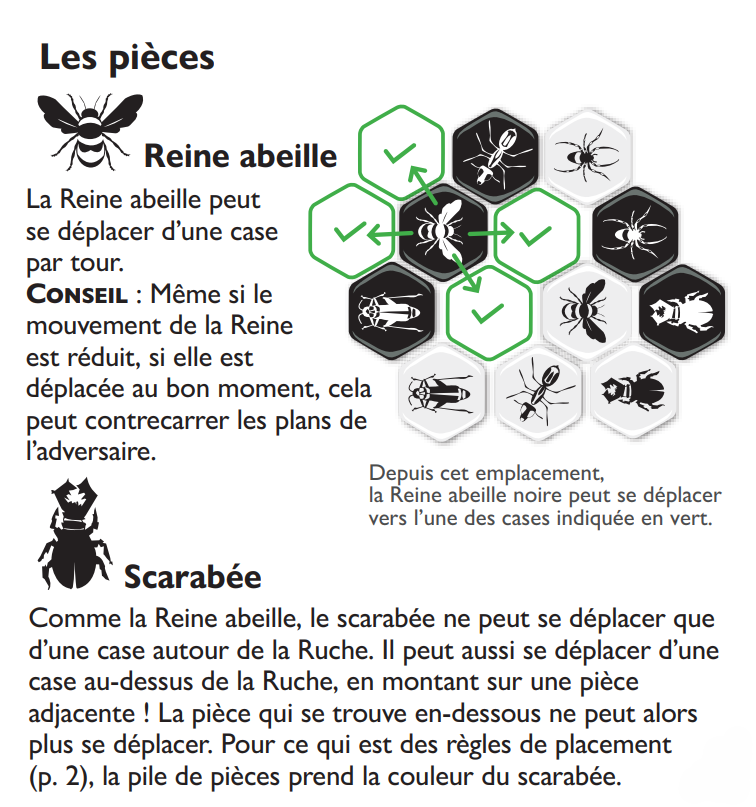 Les pièces
Reine abeille
La Reine abeille peut
se déplacer d’une case
par tour.
CONSEIL : Même si le
mouvement de la Reine
est réduit, si elle est
déplacée au bon moment, cela
peut contrecarrer les plans de
l’adversaire.
Depuis cet emplacement,
la Reine abeille noire peut se déplacer
vers l’une des cases indiquée en vert.
Scarabée
Comme la Reine abeille, le scarabée ne peut se déplacer que
d’une case autour de la Ruche. Il peut aussi se déplacer d’une
case au-dessus de la Ruche, en montant sur une pièce
adjacente ! La pièce qui se trouve en-dessous ne peut alors
plus se déplacer. Pour ce qui est des règles de placement
(p. 2), la pile de pièces prend la couleur du scarabée.